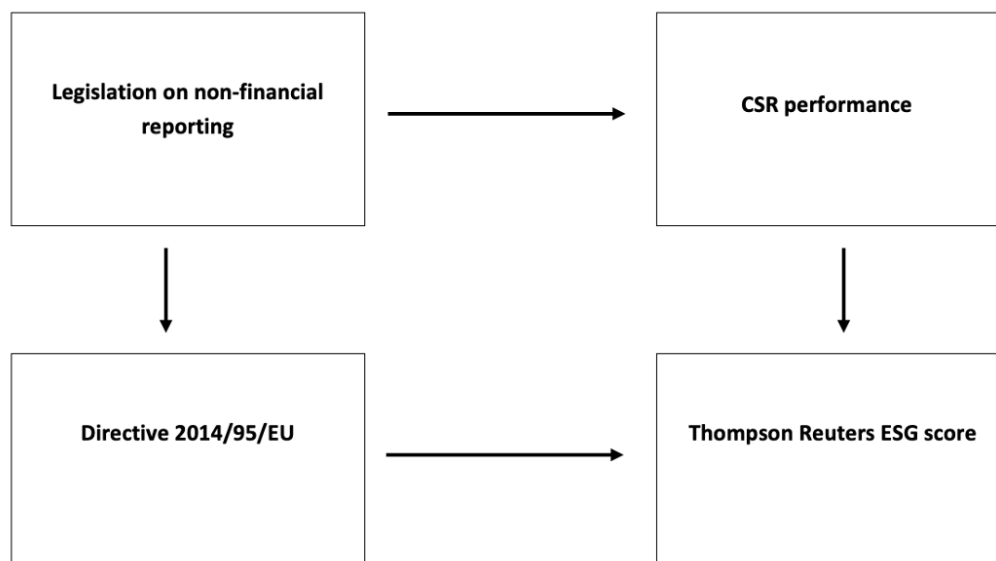 Legislation on non-financial
reporting
CSR performance
Directive 2014/95/EU
Thompson Reuters ESG score